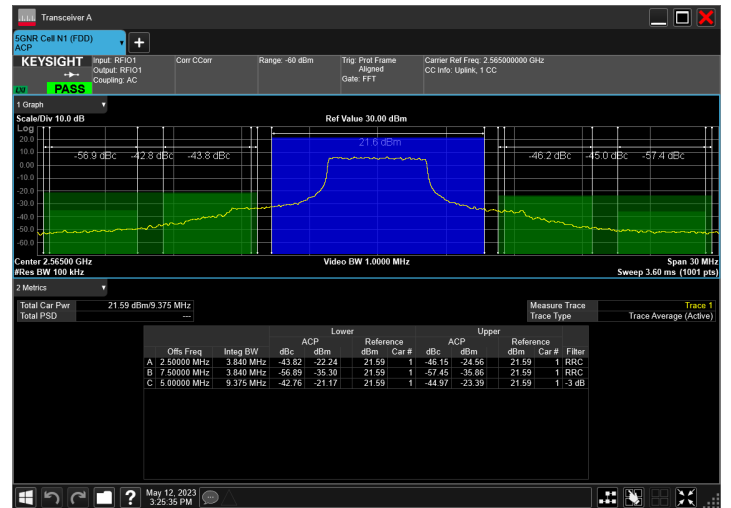 Transceiver A
5GNR Cell N1 (FDD)
ACP
KEYSIGHT
LXI
PASS
Input: RFIO1
Output: RFIO1
Coupling: AC
Corr CCorr
Range: -60 dBm
Trig: Prot Frame
Aligned
Gate: FFT
Carrier Ref Freq: 2.565000000 GHz
CC Info: Uplink, 1 CC
1 Graph
Scale/Div 10.0 dB Ref Value 30.00 dBm
Log
21.6 dBm
-56.9 dBc -42.8 dBc -43.8 dBc -46.2 dBc -45.0 dBc -57.4 dBc
20.0
10.0
0.00
-10.0
-20.0
-30.0
-40.0
-50.0
-60.0
Center 2.56500 GHz Video BW 1.0000 MHz Span 30 MHz
#Res BW 100 kHz Sweep 3.60 ms (1001 pts)
2 Metrics
Total Car Pwr 21.59 dBm/9.375 MHz Measure Trace Trace 1
Total PSD --- Trace Type Trace Average (Active)
Lower Upper
ACP Reference ACP Reference
Offs Freq Integ BW dBc dBm dBm Car # dBc dBm dBm Car # Filter
A 2.50000 MHz 3.840 MHz -43.82 -22.24 21.59 1 -46.15 -24.56 21.59 1 RRC
B 7.50000 MHz 3.840 MHz -56.89 -35.30 21.59 1 -57.45 -35.86 21.59 1 RRC
C 5.00000 MHz 9.375 MHz -42.76 -21.17 21.59 1 -44.97 -23.39 21.59 1 -3 dB
May 12, 2023
3:25:35 PM